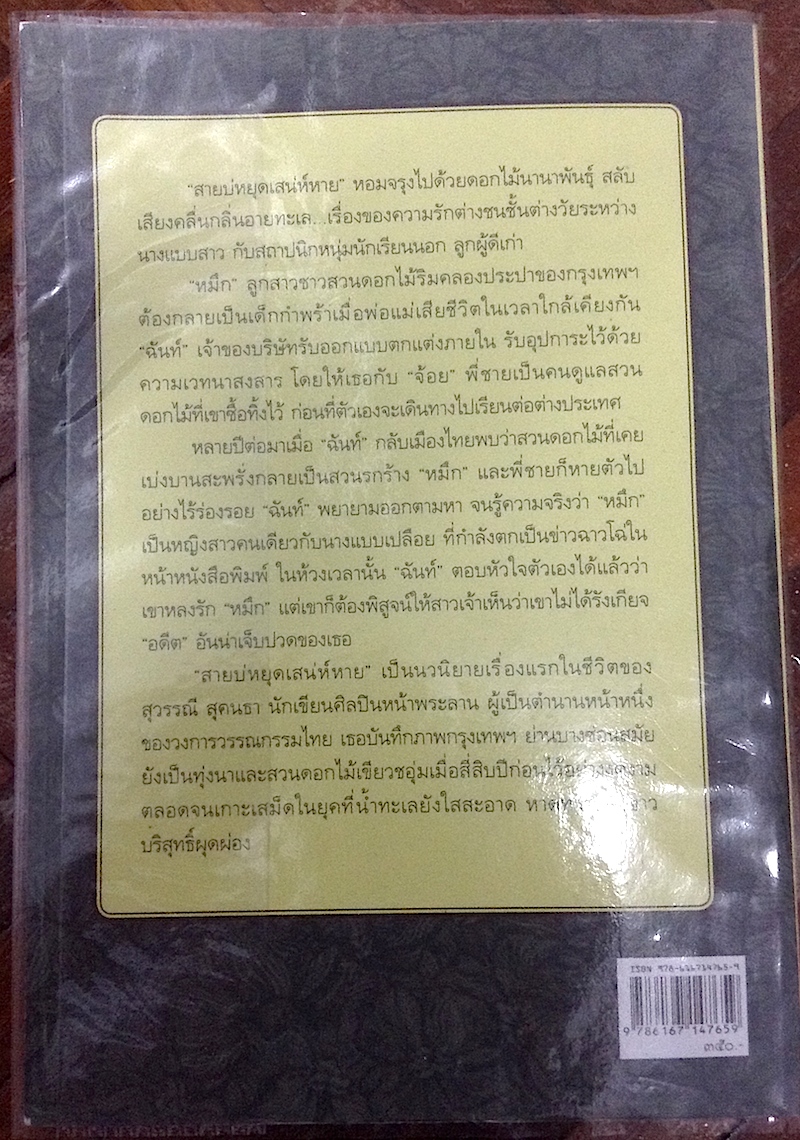 “สายบ่หยุดเสน่ห์หาย” หอมจรุงไปด้วยดอกไม้นานาพันธุ์ สลับ
เสียงคลื่นกลิ่นอายทะเล...เรื่องของความรักต่างชนชั้นต่างวัยระหว่าง
นางแบบสาว กับสถาปนิกหนุ่มนักเรียนนอก ลูกผู้ดีเก่า
“หมึก” ลูกสาวชาวสวนดอกไม้ริมคลองประปาของกรุงเทพฯ
ต้องกลายเป็นเด็กกำพร้าเมื่อพ่อแม่เสียชีวิตในเวลาใกล้เคียงกัน
“ฉันท์” เจ้าของบริษัทรับออกแบบตกแต่งภายใน รับอุปการะไว้ด้วย
ความเวทนาสงสาร โดยให้เธอกับ “จ้อย” พี่ชายเป็นคนดูแลสวน
ดอกไม้ที่เขาซื้อทิ้งไว้ ก่อนที่ตัวเองจะเดินทางไปเรียนต่อต่างประเทศ
หลายปีต่อมาเมื่อ “ฉันท์” กลับเมืองไทยพบว่าสวนดอกไม้ที่เคย
เบ่งบานสะพรั่งกลายเป็นสวนรกร้าง “หมึก” และพี่ชายก็หายตัวไป
อย่างไร้ร่องรอย “ฉันท์” พยายามออกตามหา จนรู้ความจริงว่า “หมึก”
เป็นหญิงสาวคนเดียวกับนางแบบเปลือย ที่กำลังตกเป็นข่าวฉาวโฉ่ใน
หน้าหนังสือพิมพ์ ในห้วงเวลานั้น “ฉันท์” ตอบหัวใจตัวเองได้แล้วว่า
เขาหลงรัก “หมึก” แต่เขาก็ต้องพิสูจน์ให้สาวเจ้าเห็นว่าเขาไม่ได้รังเกียจ
“อดีต” อันน่าเจ็บปวดของเธอ
“สายบ่หยุดเสน่ห์หาย” เป็นนวนิยายเรื่องแรกในชีวิตของ
สุวรรณี สุคนธา นักเขียนศิลปินหน้าพระลาน ผู้เป็นตำนานหน้าหนึ่ง
ของวงการวรรณกรรมไทย เธอบันทึกภาพกรุงเทพฯ ย่านบางซ่อนสมัย
ยังเป็นทุ่งนาและสวนดอกไม้เขียวชอุ่มเมื่อสี่สิบปีก่อนไว้อย่างงดงาม
ตลอดจนเกาะเสม็ดในยุคที่น้ำทะเลยังใสสะอาด
บริสุทธิ์ผุดผ่อง
ISBN 978-616714765-9
9 786167 147659
๓๕๐.-